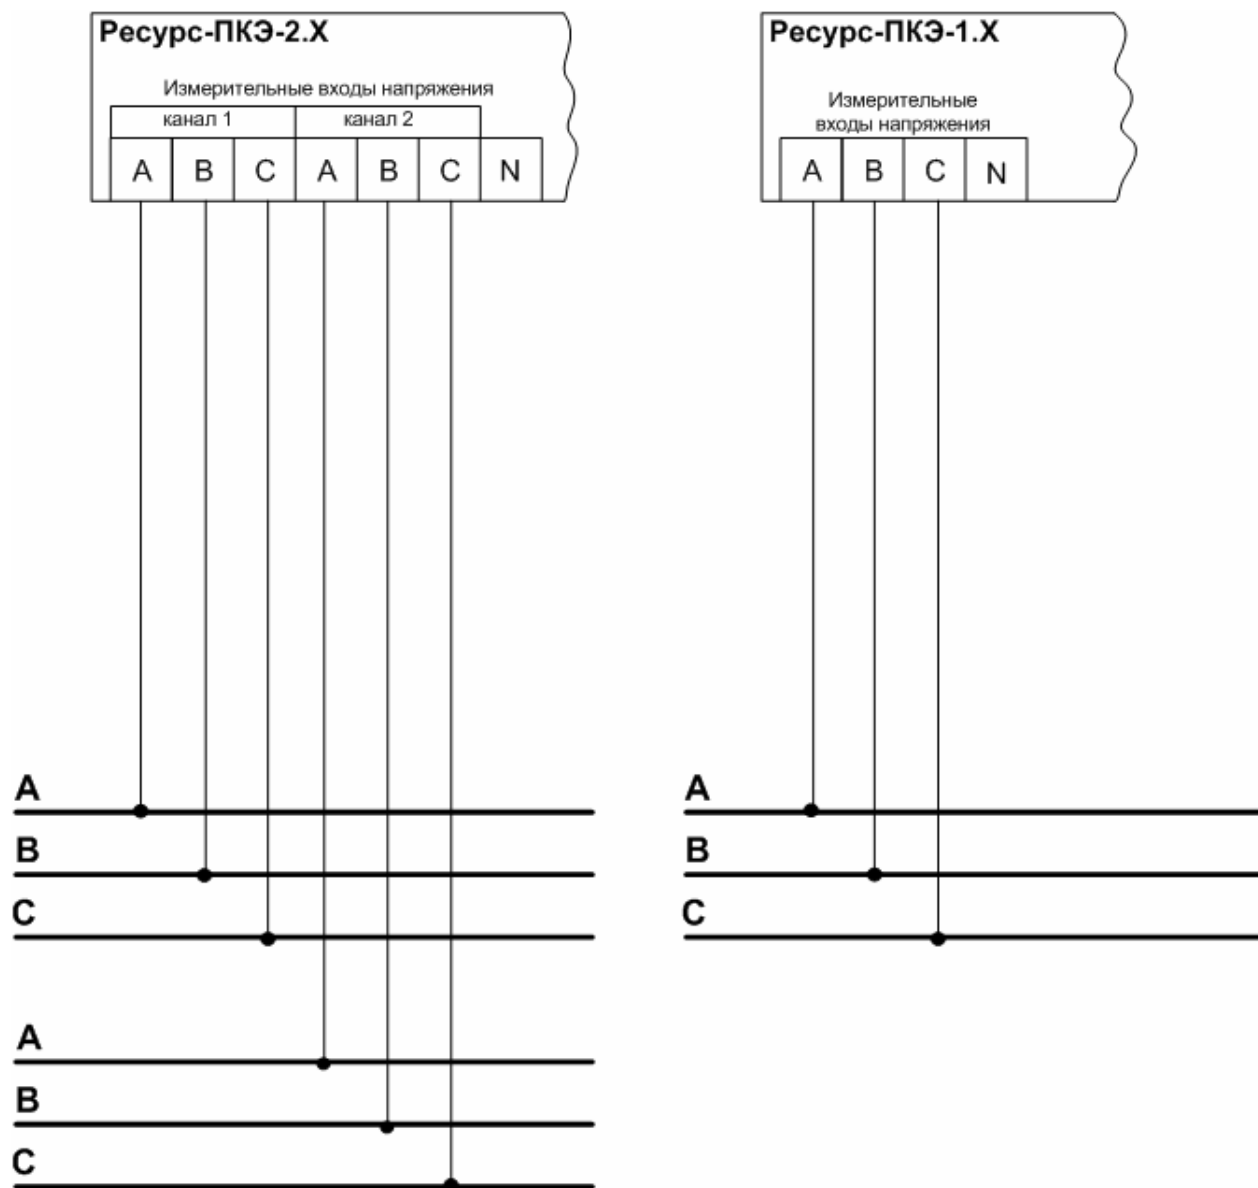 Ресурс-ПКЭ-2.Х
Измерительные входы напряжения
канал 1 канал 2
A B C A B C N
A
B
C
A
B
C
Ресурс-ПКЭ-1.Х
Измерительные
входы напряжения
A B C N
A
B
C